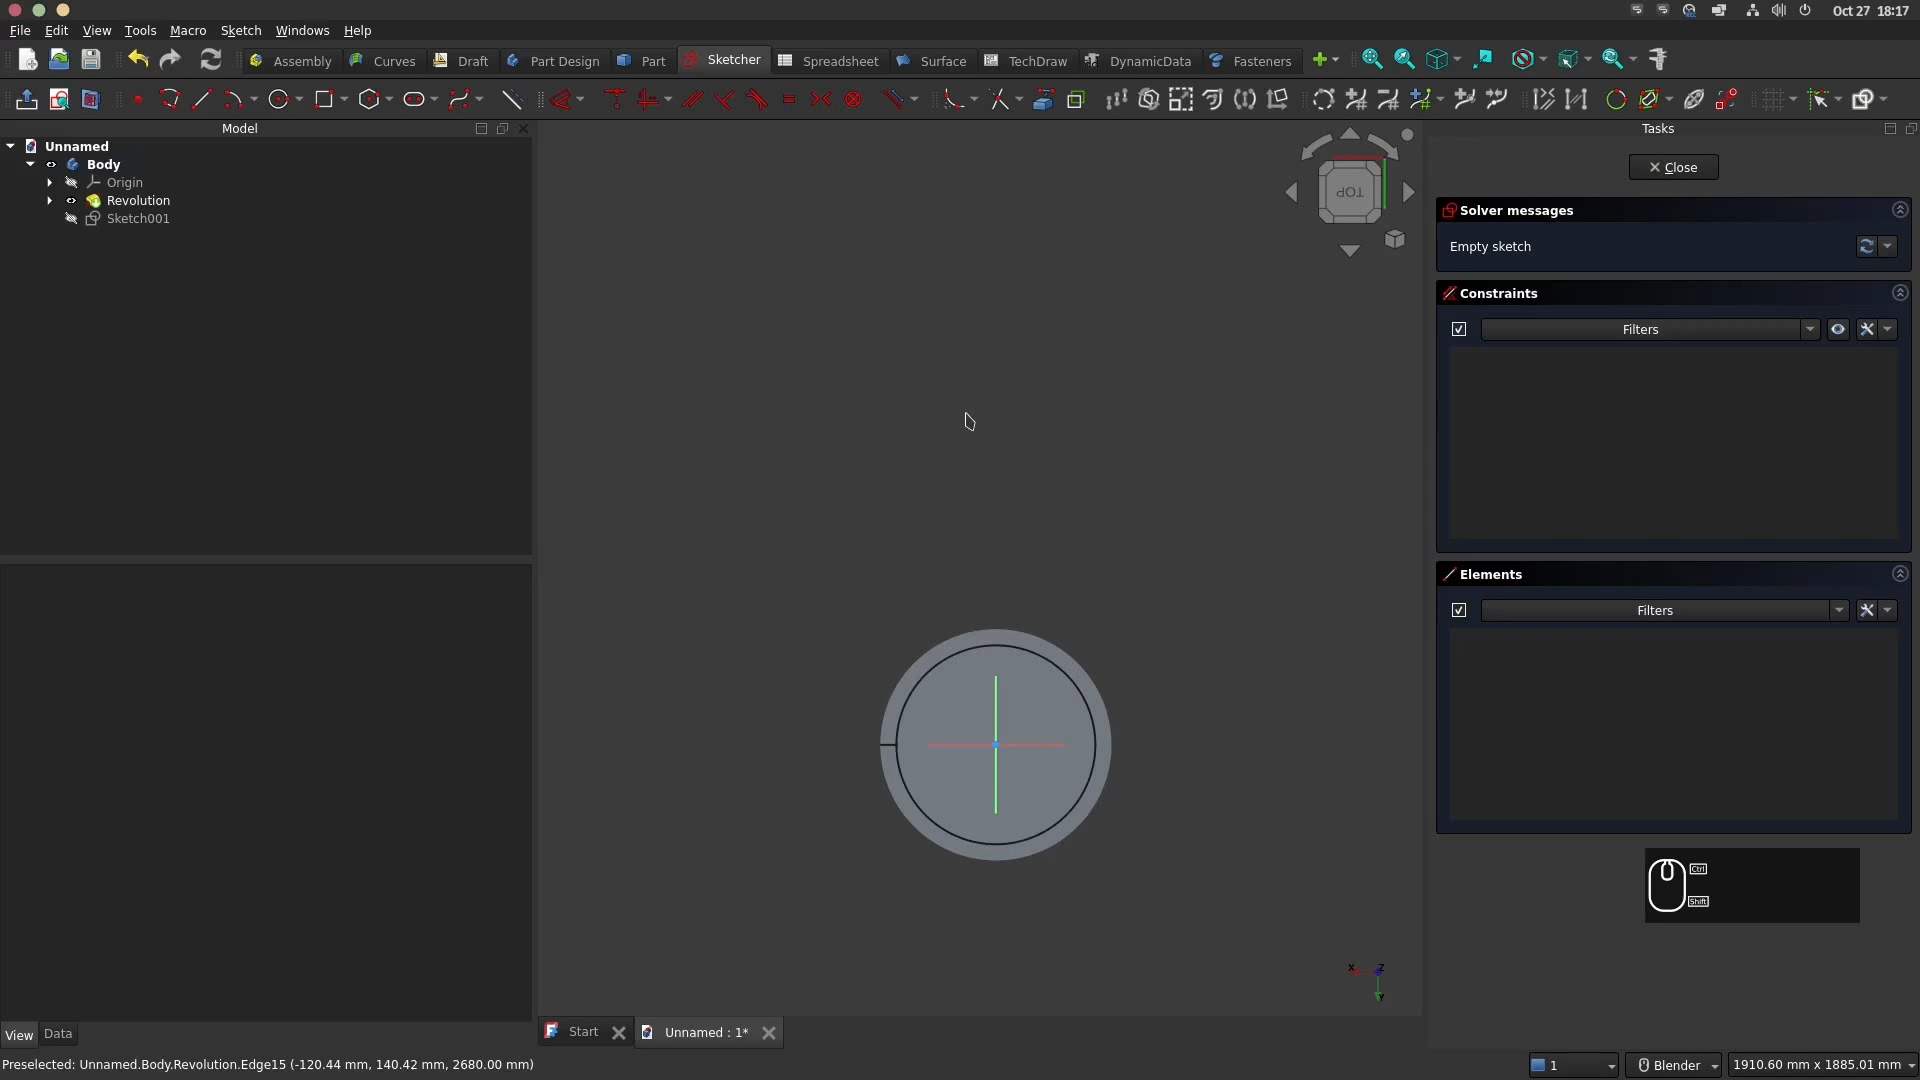 Oct 27 18:17
File Edit View Tools Macro Sketch Windows Help
Assembly Curves Draft Part Design Part Sketcher Spreadsheet Surface TechDraw DynamicData Fasteners
Model
Tasks
Unnamed
Body
Origin
Revolution
Sketch001
TOP
Close
Solver messages
Empty sketch
Constraints
Filters
Elements
Filters
Ctrl
Shift
X Z
Y
View Data
Start Unnamed : 1*
Preselected: Unnamed.Body.Revolution.Edge15 (-120.44 mm, 140.42 mm, 2680.00 mm)
1 Blender 1910.60 mm x 1885.01 mm